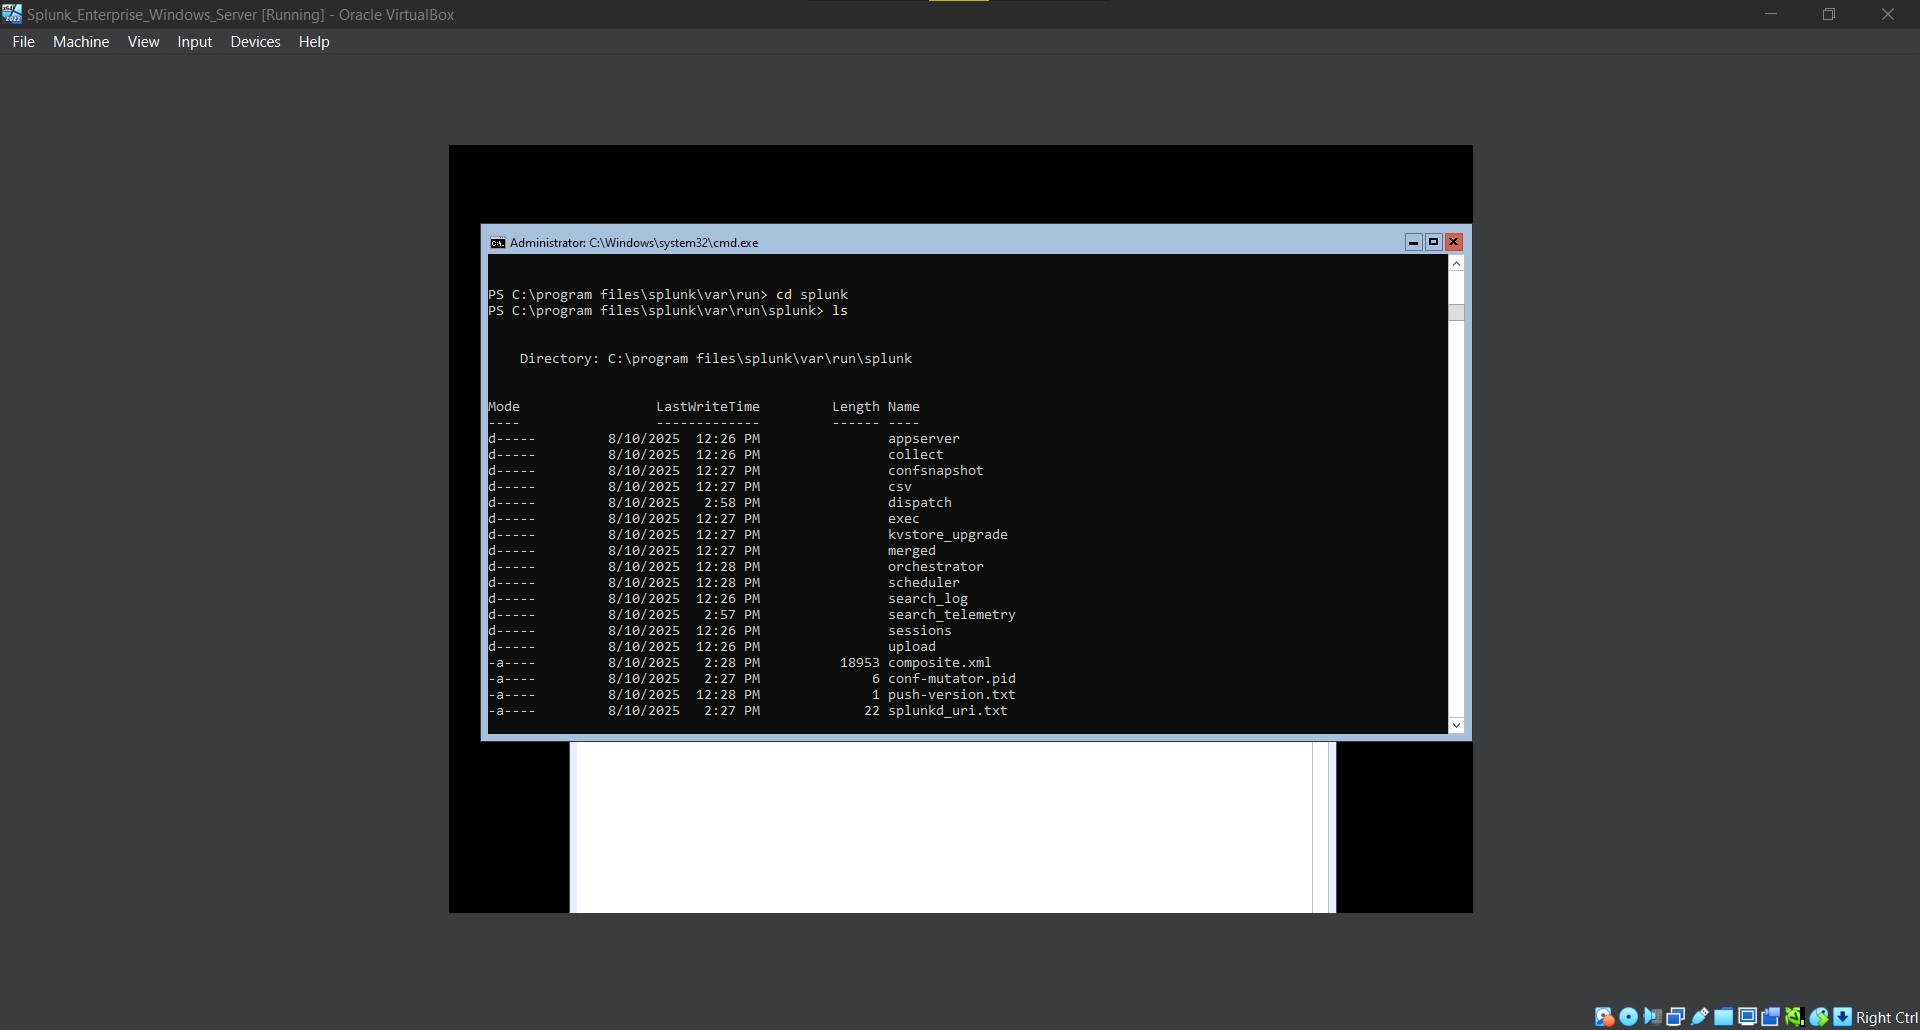 Splunk_Enterprise_Windows_Server [Running] - Oracle VirtualBox
File Machine View Input Devices Help
Administrator: C:\Windows\system32\cmd.exe
PS C:\program files\splunk\var\run> cd splunk
PS C:\program files\splunk\var\run\splunk> ls
Directory: C:\program files\splunk\var\run\splunk
Mode LastWriteTime Length Name
---- ------------- ------ ----
d----- 8/10/2025 12:26 PM appserver
d----- 8/10/2025 12:26 PM collect
d----- 8/10/2025 12:27 PM confsnapshot
d----- 8/10/2025 12:27 PM csv
d----- 8/10/2025 2:58 PM dispatch
d----- 8/10/2025 12:27 PM exec
d----- 8/10/2025 12:27 PM kvstore_upgrade
d----- 8/10/2025 12:27 PM merged
d----- 8/10/2025 12:28 PM orchestrator
d----- 8/10/2025 12:28 PM scheduler
d----- 8/10/2025 12:26 PM search_log
d----- 8/10/2025 2:57 PM search_telemetry
d----- 8/10/2025 12:26 PM sessions
d----- 8/10/2025 12:26 PM upload
-a---- 8/10/2025 2:28 PM 18953 composite.xml
-a---- 8/10/2025 2:27 PM 6 conf-mutator.pid
-a---- 8/10/2025 12:28 PM 1 push-version.txt
-a---- 8/10/2025 2:27 PM 22 splunkd_uri.txt
Right Ctrl